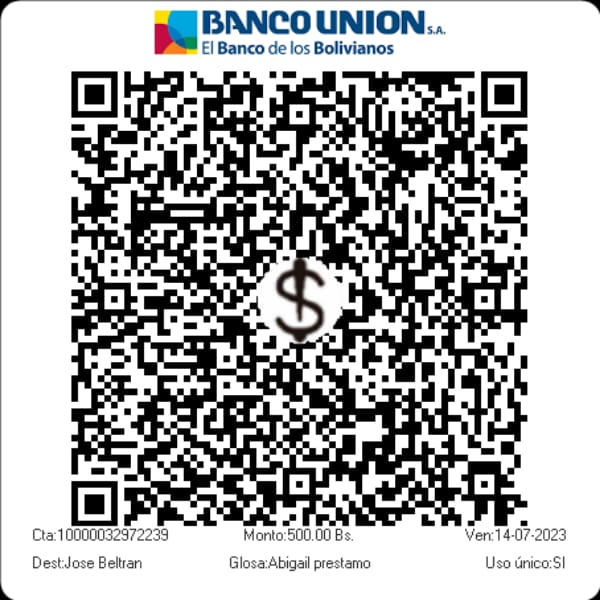 BANCO UNION S.A.
El Banco de los Bolivianos
$
Cta:10000032972239 Monto:500.00 Bs. Ven:14-07-2023
Dest:Jose Beltran Glosa:Abigail prestamo Uso único:SI